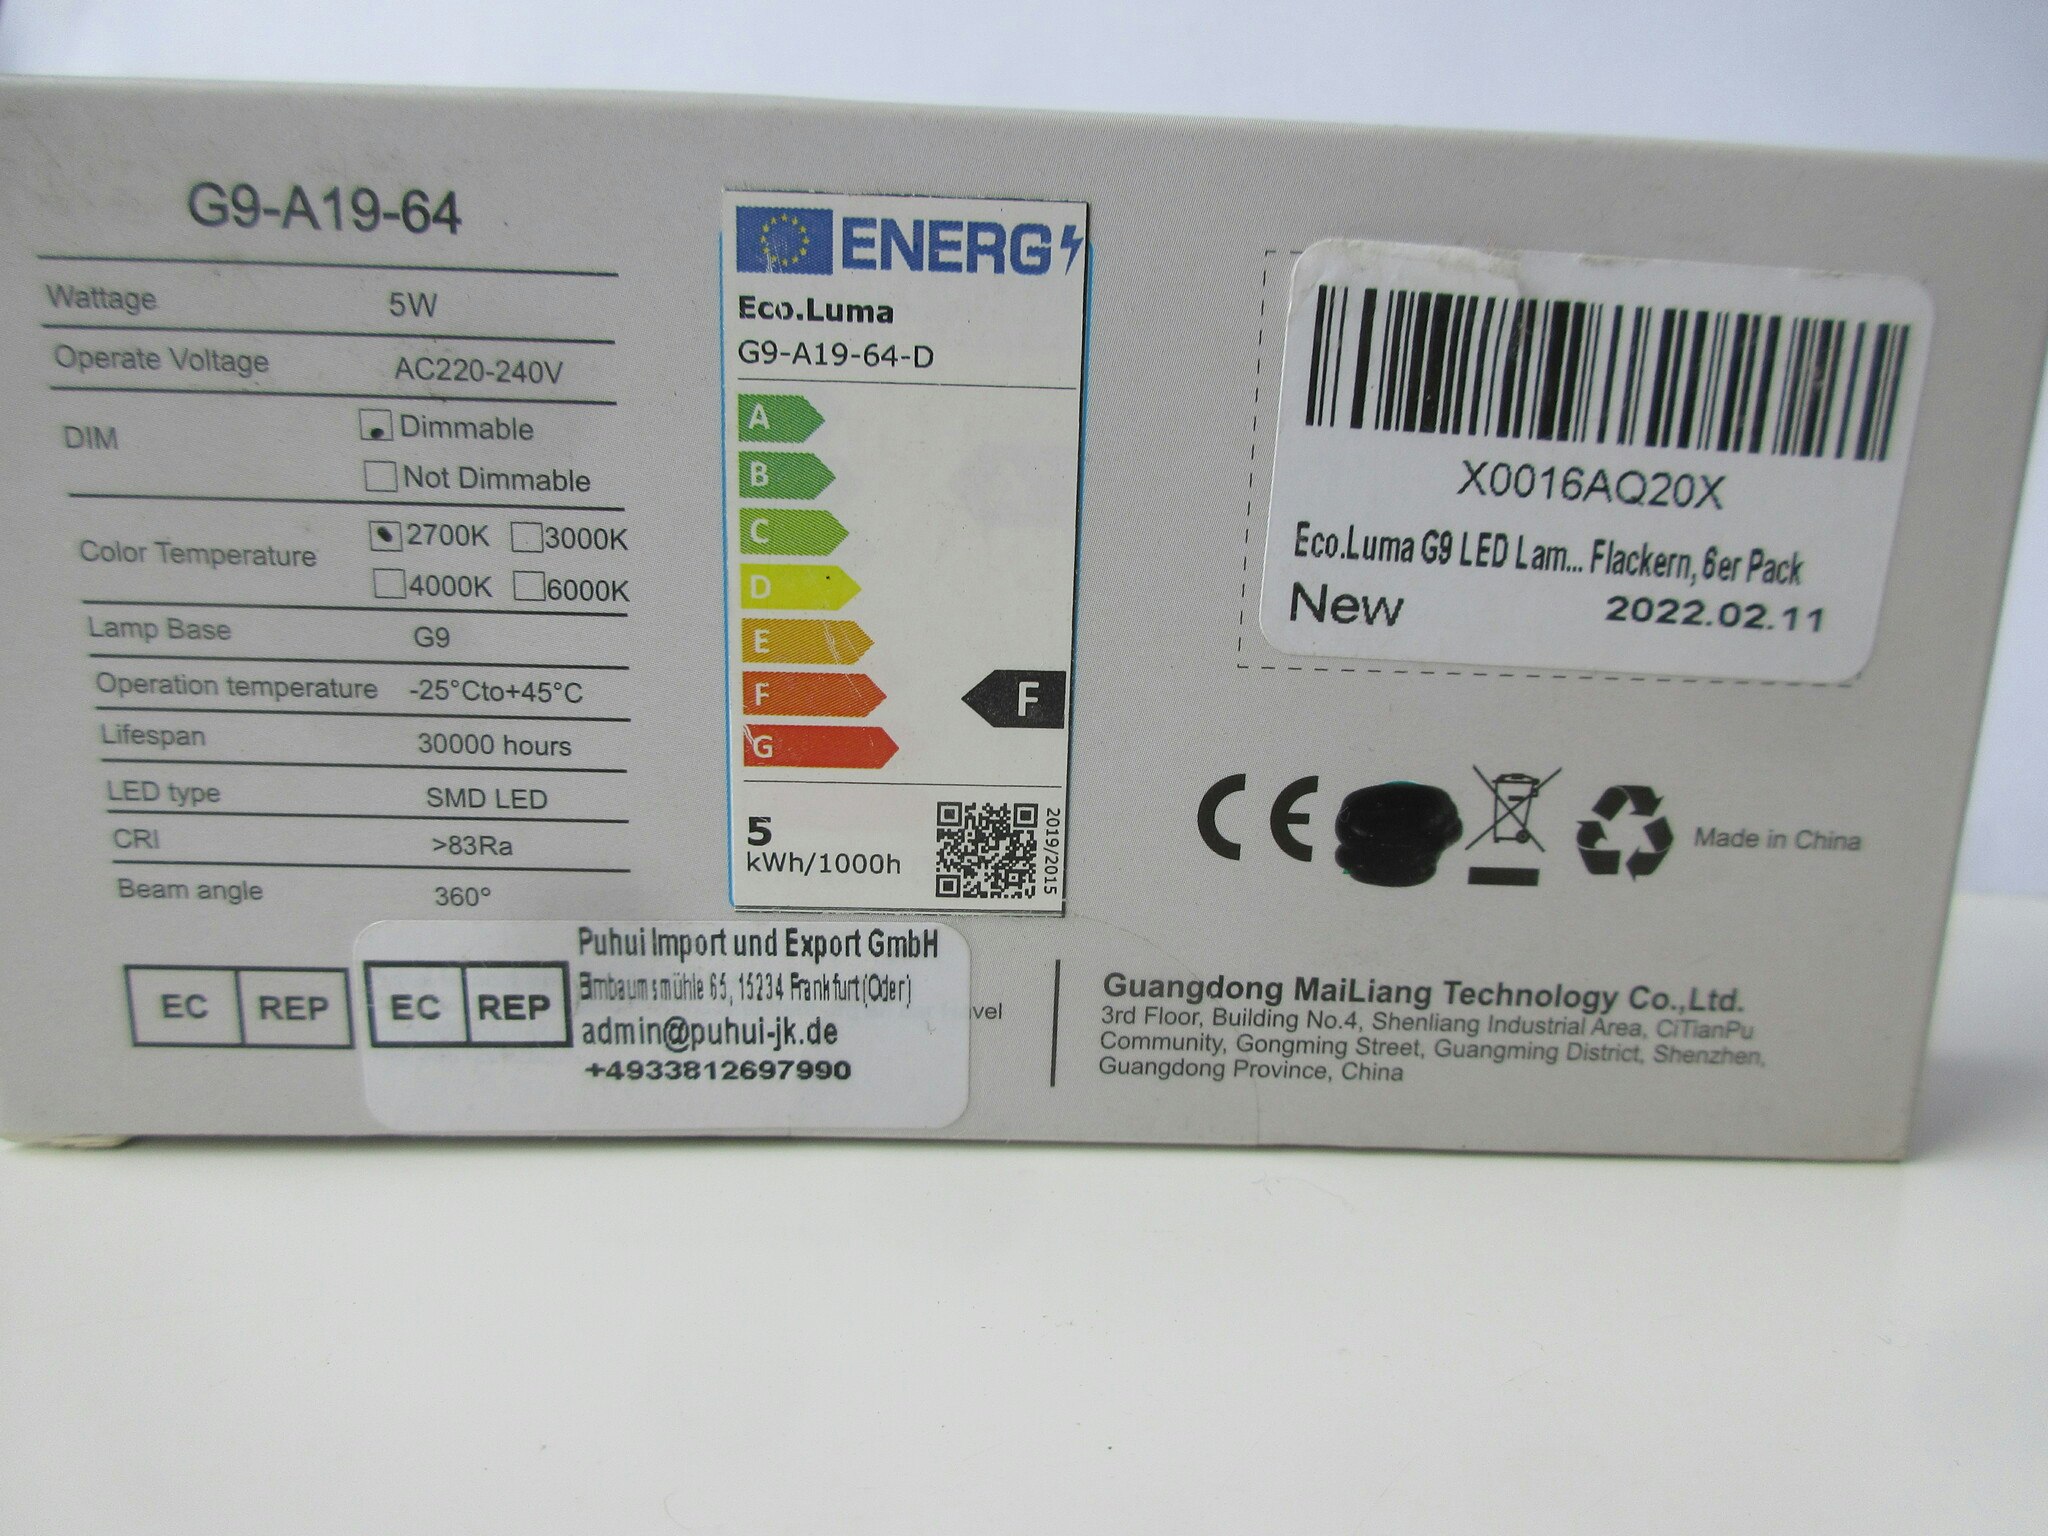 G9-A19-64
Wattage 5W
Operate Voltage AC220-240V
DIM
Dimmable
Not Dimmable
Color Temperature
2700K 3000K
4000K 6000K
Lamp Base G9
Operation temperature -25°Cto+45°C
Lifespan 30000 hours
LED type SMD LED
CRI >83Ra
Beam angle 360°
EC REP
EC REP
Puhui Import und Export GmbH
65, 15234 Frankfurt(Oder)
admin@puhui-jk.de
+4933812697990
ENERG
Eco.Luma
G9-A19-64-D
A
B
C
D
E
F
F
G
5
kWh/1000h
2019/2015
X0016AQ20X
Eco.Luma G9 LED Lam... Flackern, 6er Pack
New 2022.02.11
CE
Made in China
Guangdong MaiLiang Technology Co.,Ltd.
3rd Floor, Building No.4, Shenliang Industrial Area, CiTianPu
Community, Gongming Street, Guangming District, Shenzhen,
Guangdong Province, China